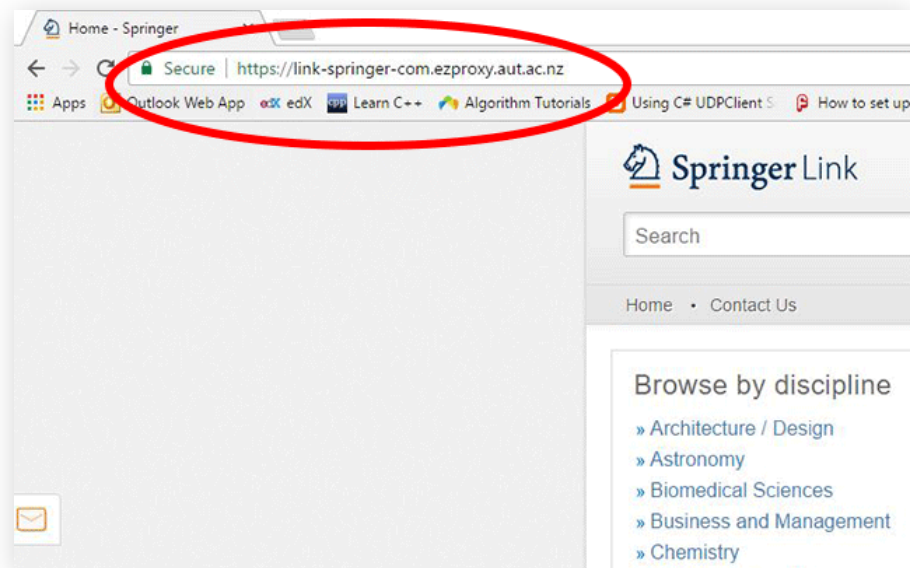 Home - Springer
Secure | https://link-springer-com.ezproxy.aut.ac.nz
Apps Outlook Web App edX edX cpp Learn C++ Algorithm Tutorials Using C# UDPClient S How to set up
Springer Link
Search
Home • Contact Us
Browse by discipline
» Architecture / Design
» Astronomy
» Biomedical Sciences
» Business and Management
» Chemistry